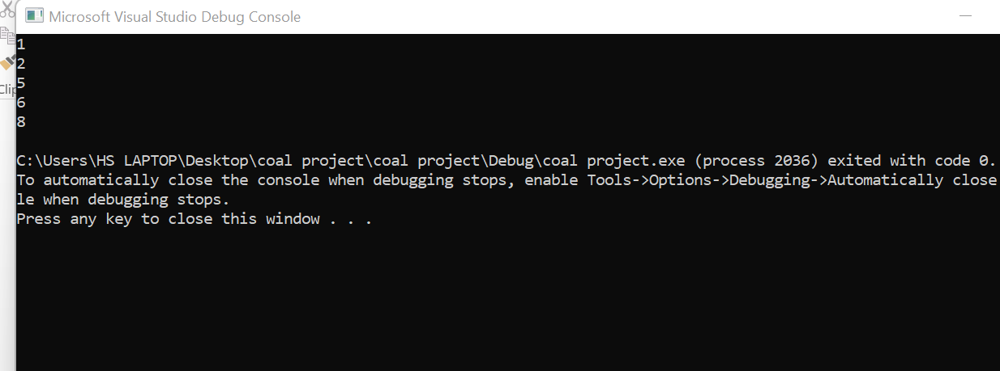 Microsoft Visual Studio Debug Console
1
2
5
6
8
Clip
C:\Users\HS LAPTOP\Desktop\coal project\coal project\Debug\coal project.exe (process 2036) exited with code 0.
To automatically close the console when debugging stops, enable Tools->Options->Debugging->Automatically close
le when debugging stops.
Press any key to close this window . . .